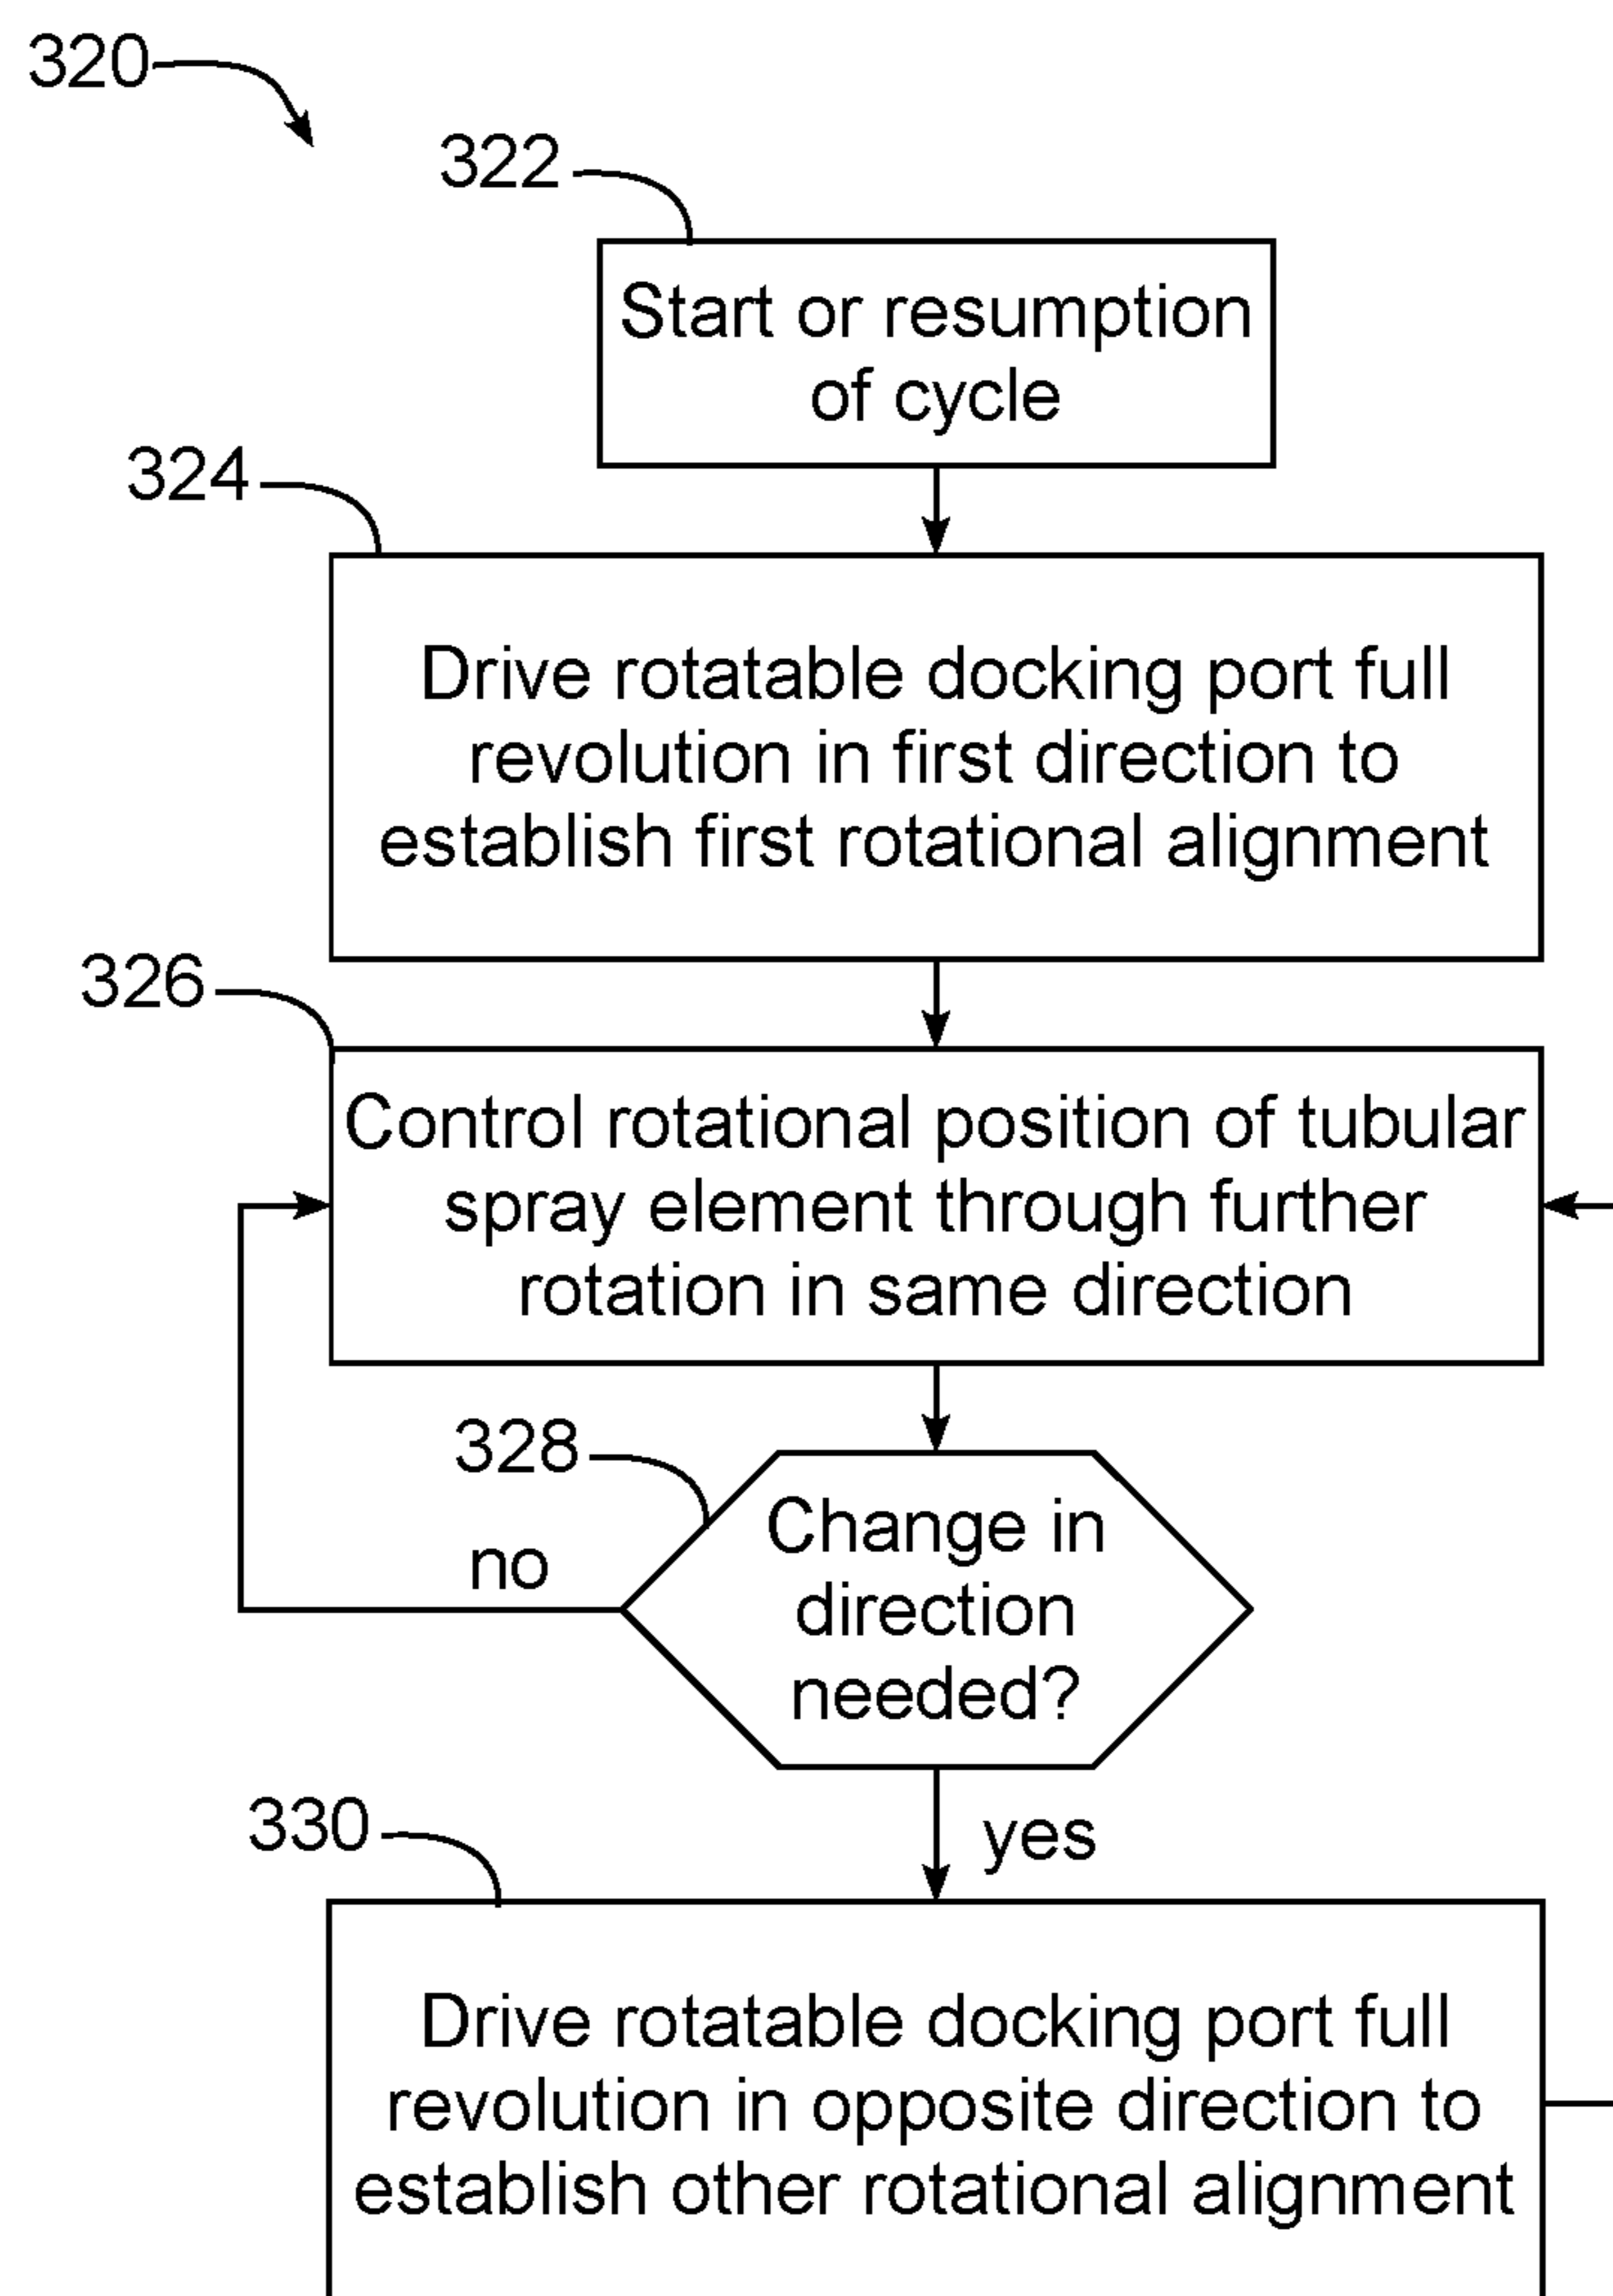 320
322
Start or resumption
of cycle
324
Drive rotatable docking port full
revolution in first direction to
establish first rotational alignment
326
Control rotational position of tubular
spray element through further
rotation in same direction
328
Change in
direction
needed?
no
yes
330
Drive rotatable docking port full
revolution in opposite direction to
establish other rotational alignment